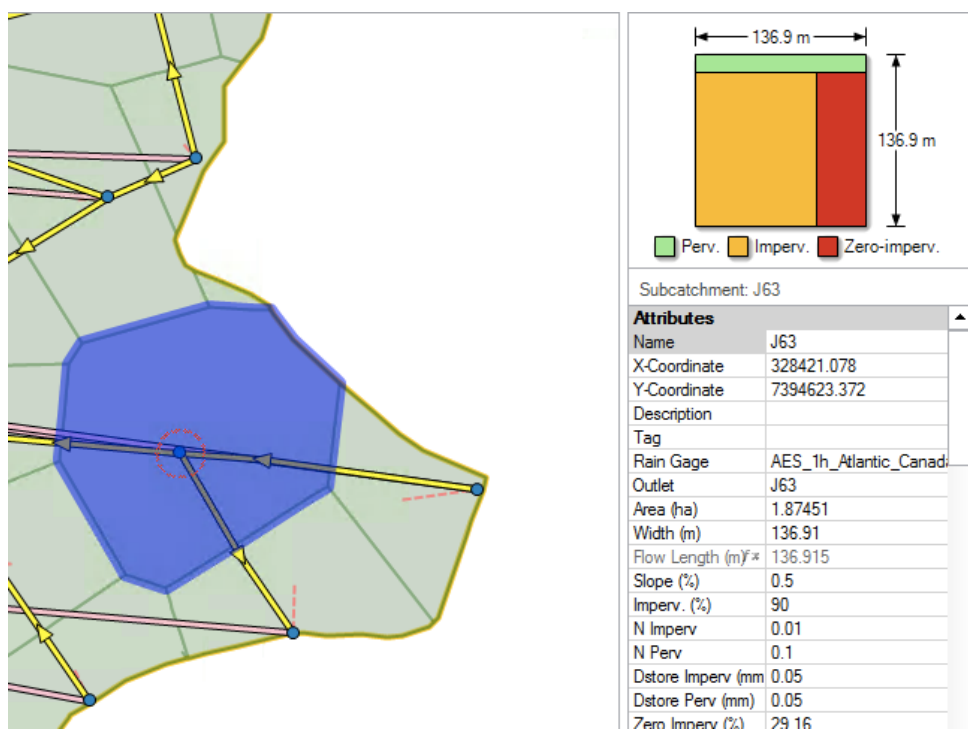 136.9 m
136.9 m
Perv. Imperv. Zero-imperv.
Subcatchment: J63
Attributes
Name J63
X-Coordinate 328421.078
Y-Coordinate 7394623.372
Description
Tag
Rain Gage AES_1h_Atlantic_Canad
Outlet J63
Area (ha) 1.87451
Width (m) 136.91
Flow Length (m) fx 136.915
Slope (%) 0.5
Imperv. (%) 90
N Imperv 0.01
N Perv 0.1
Dstore Imperv (mm 0.05
Dstore Perv (mm) 0.05
Zero Imperv (%) 29.16